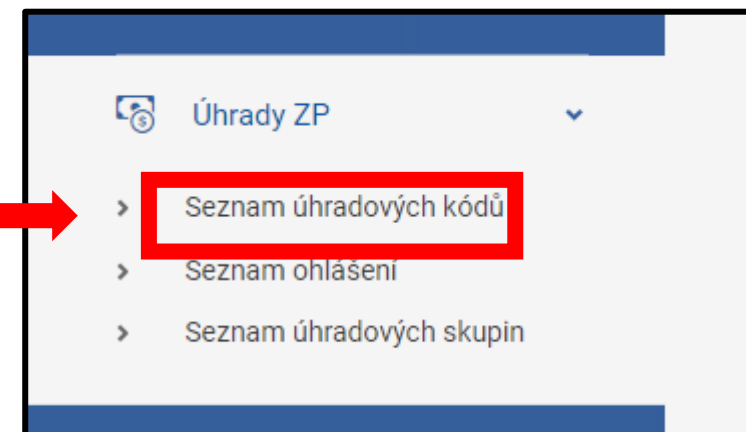 Úhrady ZP
Seznam úhradových kódů
Seznam ohlášení
Seznam úhradových skupin